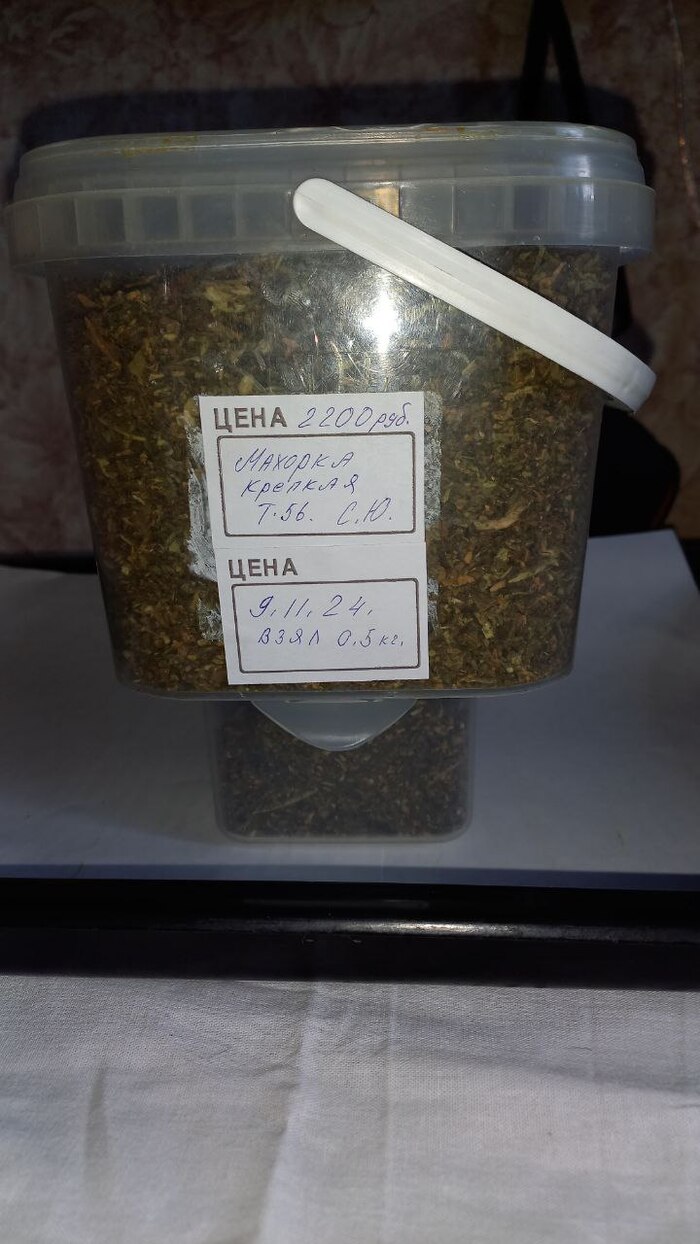 ЦЕНА 2200 руб.
Махорка
крепкая
Т.56. С.Ю.
ЦЕНА
9.11.24.
взял 0.5 кг.